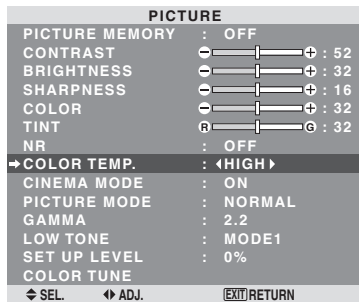 PICTURE
PICTURE MEMORY : OFF
CONTRAST : 52
BRIGHTNESS : 32
SHARPNESS : 16
COLOR : 32
TINT R G : 32
NR : OFF
COLOR TEMP. : HIGH
CINEMA MODE : ON
PICTURE MODE : NORMAL
GAMMA : 2.2
LOW TONE : MODE1
SET UP LEVEL : 0%
COLOR TUNE
SEL. ADJ. EXIT RETURN